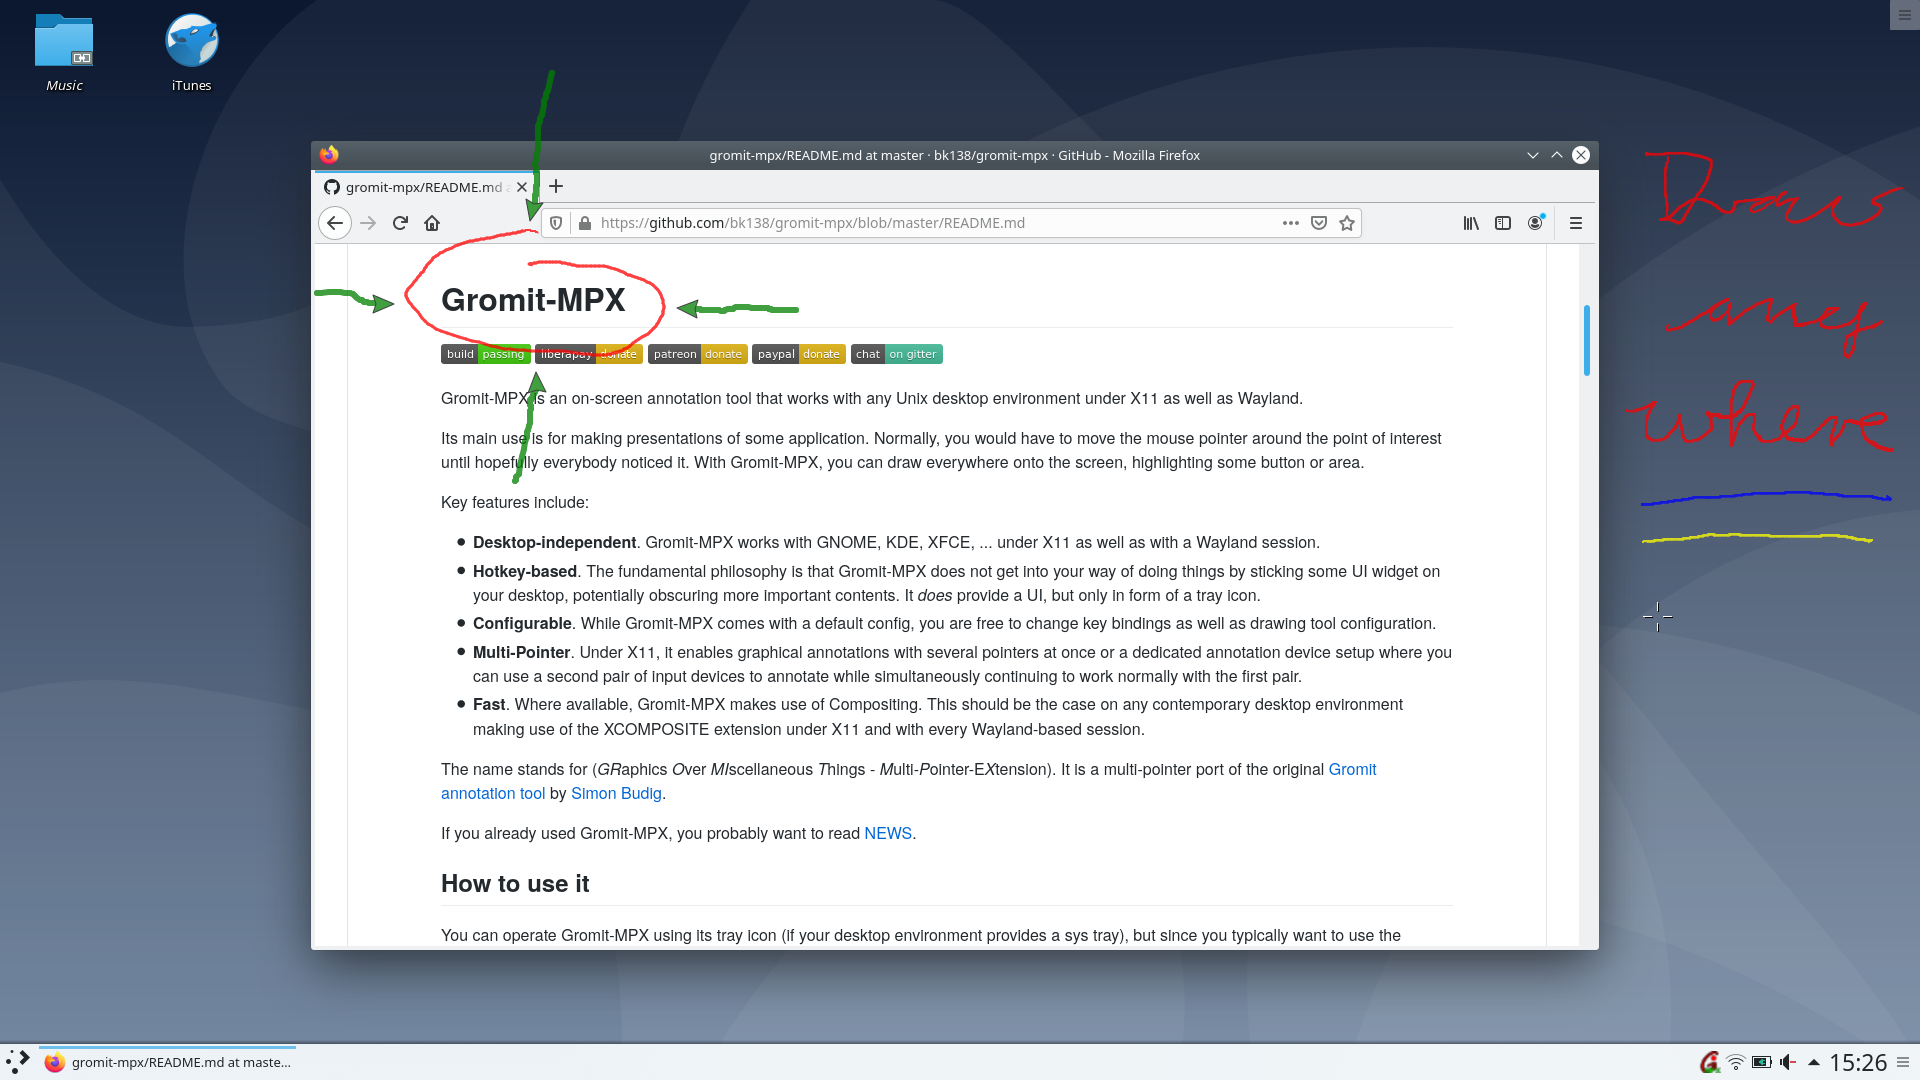 Music
iTunes
gromit-mpx/README.md at master · bk138/gromit-mpx · GitHub - Mozilla Firefox
gromit-mpx/README.md a
https://github.com/bk138/gromit-mpx/blob/master/README.md
Gromit-MPX
build passing liberapay donate patreon donate paypal donate chat on gitter
Gromit-MPX is an on-screen annotation tool that works with any Unix desktop environment under X11 as well as Wayland.
Its main use is for making presentations of some application. Normally, you would have to move the mouse pointer around the point of interest
until hopefully everybody noticed it. With Gromit-MPX, you can draw everywhere onto the screen, highlighting some button or area.
Key features include:
Desktop-independent. Gromit-MPX works with GNOME, KDE, XFCE, ... under X11 as well as with a Wayland session.
Hotkey-based. The fundamental philosophy is that Gromit-MPX does not get into your way of doing things by sticking some UI widget on
your desktop, potentially obscuring more important contents. It does provide a UI, but only in form of a tray icon.
Configurable. While Gromit-MPX comes with a default config, you are free to change key bindings as well as drawing tool configuration.
Multi-Pointer. Under X11, it enables graphical annotations with several pointers at once or a dedicated annotation device setup where you
can use a second pair of input devices to annotate while simultaneously continuing to work normally with the first pair.
Fast. Where available, Gromit-MPX makes use of Compositing. This should be the case on any contemporary desktop environment
making use of the XCOMPOSITE extension under X11 and with every Wayland-based session.
The name stands for (GRaphics Over MIscellaneous Things - Multi-Pointer-EXtension). It is a multi-pointer port of the original Gromit
annotation tool by Simon Budig.
If you already used GromIt-MPX, you probably want to read NEWS.
How to use it
You can operate Gromit-MPX using its tray icon (if your desktop environment provides a sys tray), but since you typically want to use the
Draw
any
where
gromit-mpx/README.md at maste...
15:26